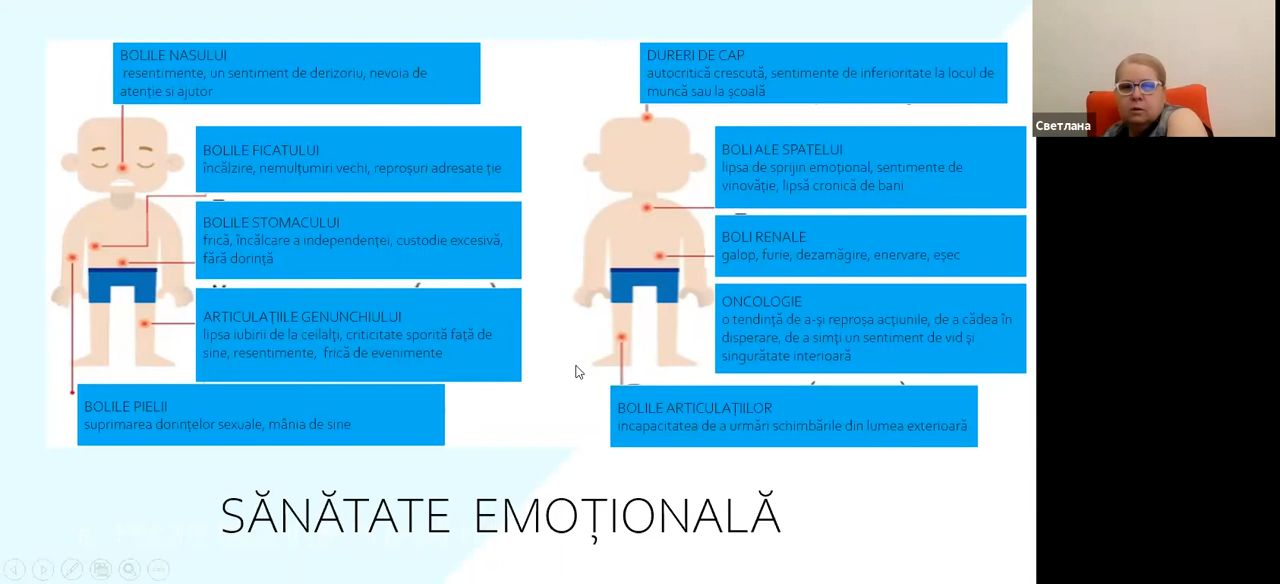 BOLILE NASULUI
resentimente, un sentiment de derizoriu, nevoia de
atenție si ajutor
BOLILE FICATULUI
încălzire, nemulțumiri vechi, reproșuri adresate ție
BOLILE STOMACULUI
frică, încălcare a independenței, custodie excesivă,
fără dorință
ARTICULAȚIILE GENUNCHIULUI
lipsa iubirii de la ceilalți, criticitate sporită față de
sine, resentimente, frică de evenimente
BOLILE PIELII
suprimarea dorințelor sexuale, mânia de sine
DURERI DE CAP
autocritică crescută, sentimente de inferioritate la locul de
muncă sau la școală
BOLI ALE SPATELUI
lipsa de sprijin emoțional, sentimente de
vinovăție, lipsă cronică de bani
BOLI RENALE
galop, furie, dezamăgire, enervare, eșec
ONCOLOGIE
o tendință de a-și reproșa acțiunile, de a cădea în
disperare, de a simți un sentiment de vid și
singurătate interioară
BOLILE ARTICULAȚIILOR
incapacitatea de a urmări schimbările din lumea exterioară
SĂNĂTATE EMOȚIONALĂ
Светлана